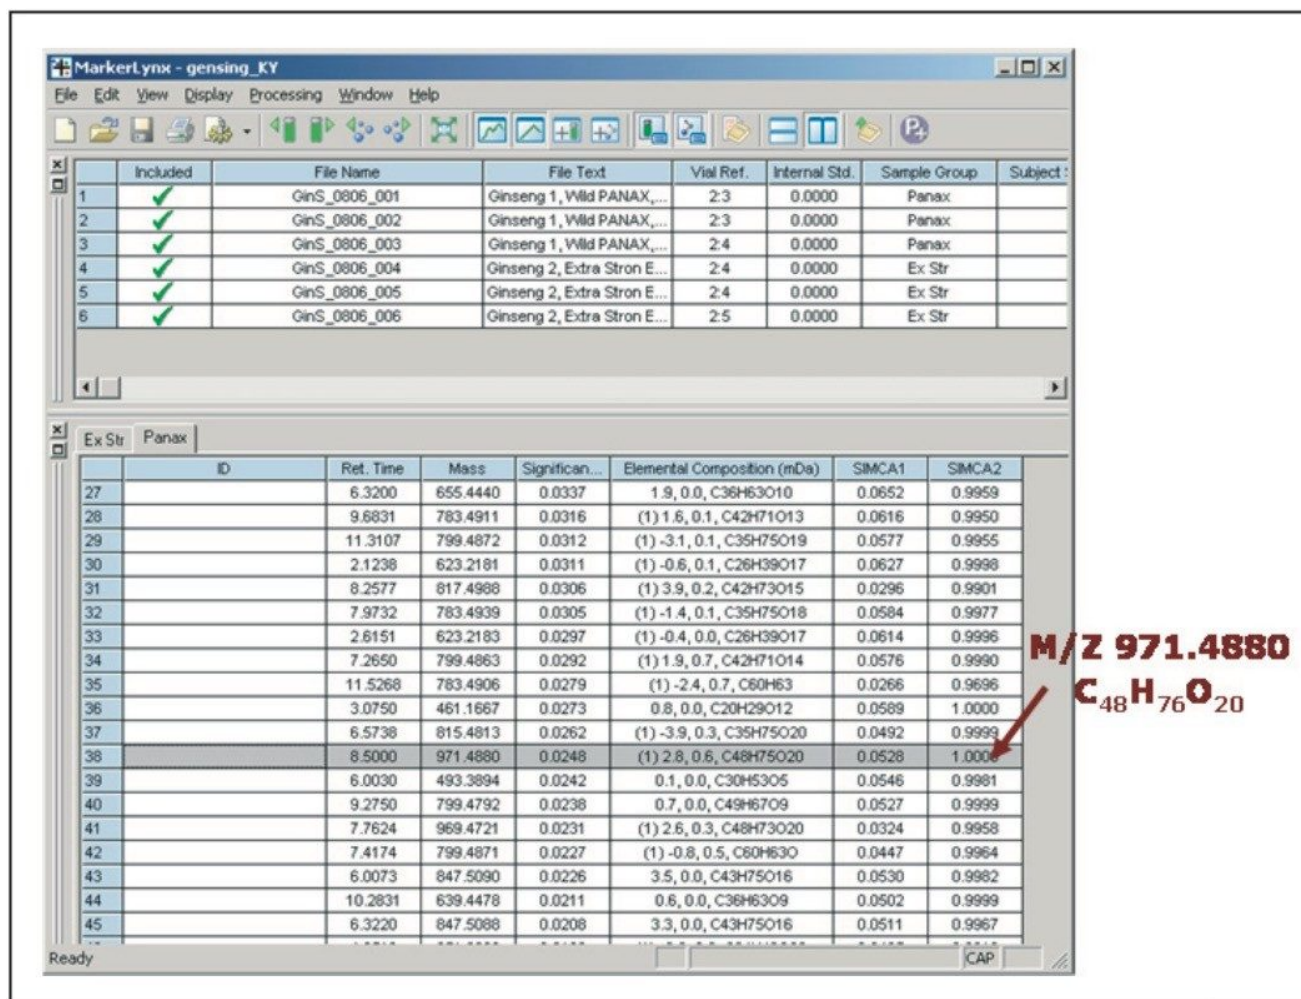 MarkerLynx - gensing_KY
File Edit View Display Processing Window Help
Included File Name File Text Vial Ref. Internal Std. Sample Group Subject
1 GinS_0806_001 Ginseng 1, Wild PANAX,... 2:3 0.0000 Panax
2 GinS_0806_002 Ginseng 1, Wild PANAX,... 2:3 0.0000 Panax
3 GinS_0806_003 Ginseng 1, Wild PANAX,... 2:4 0.0000 Panax
4 GinS_0806_004 Ginseng 2, Extra Stron E... 2:4 0.0000 Ex Str
5 GinS_0806_005 Ginseng 2, Extra Stron E... 2:4 0.0000 Ex Str
6 GinS_0806_006 Ginseng 2, Extra Stron E... 2:5 0.0000 Ex Str
Ex Str Panax
ID Ret. Time Mass Significan... Elemental Composition (mDa) SIMCA1 SIMCA2
27 6.3200 655.4440 0.0337 1.9, 0.0, C36H63O10 0.0652 0.9959
28 9.6831 783.4911 0.0316 (1) 1.6, 0.1, C42H71O13 0.0616 0.9950
29 11.3107 799.4872 0.0312 (1) -3.1, 0.1, C35H75O19 0.0577 0.9955
30 2.1238 623.2181 0.0311 (1) -0.6, 0.1, C26H39O17 0.0627 0.9998
31 8.2577 817.4988 0.0306 (1) 3.9, 0.2, C42H73O15 0.0296 0.9901
32 7.9732 783.4939 0.0305 (1) -1.4, 0.1, C35H75O18 0.0584 0.9977
33 2.6151 623.2183 0.0297 (1) -0.4, 0.0, C26H39O17 0.0614 0.9996
34 7.2650 799.4863 0.0292 (1) 1.9, 0.7, C42H71O14 0.0576 0.9990
35 11.5268 783.4906 0.0279 (1) -2.4, 0.7, C60H63 0.0266 0.9696
36 3.0750 461.1667 0.0273 0.8, 0.0, C20H29O12 0.0589 1.0000
37 6.5738 815.4813 0.0262 (1) -3.9, 0.3, C35H75O20 0.0492 0.9999
38 8.5000 971.4880 0.0248 (1) 2.8, 0.6, C48H75O20 0.0528 1.0000
39 6.0030 493.3894 0.0242 0.1, 0.0, C30H53O5 0.0546 0.9981
40 9.2750 799.4792 0.0238 0.7, 0.0, C49H67O9 0.0527 0.9999
41 7.7624 969.4721 0.0231 (1) 2.6, 0.3, C48H73O20 0.0324 0.9958
42 7.4174 799.4871 0.0227 (1) -0.8, 0.5, C60H63O 0.0447 0.9964
43 6.0073 847.5090 0.0226 3.5, 0.0, C43H75O16 0.0530 0.9982
44 10.2831 639.4478 0.0211 0.6, 0.0, C36H63O9 0.0502 0.9999
45 6.3220 847.5088 0.0208 3.3, 0.0, C43H75O16 0.0511 0.9967
M/Z 971.4880
C₄₈H₇₆O₂₀
Ready CAP